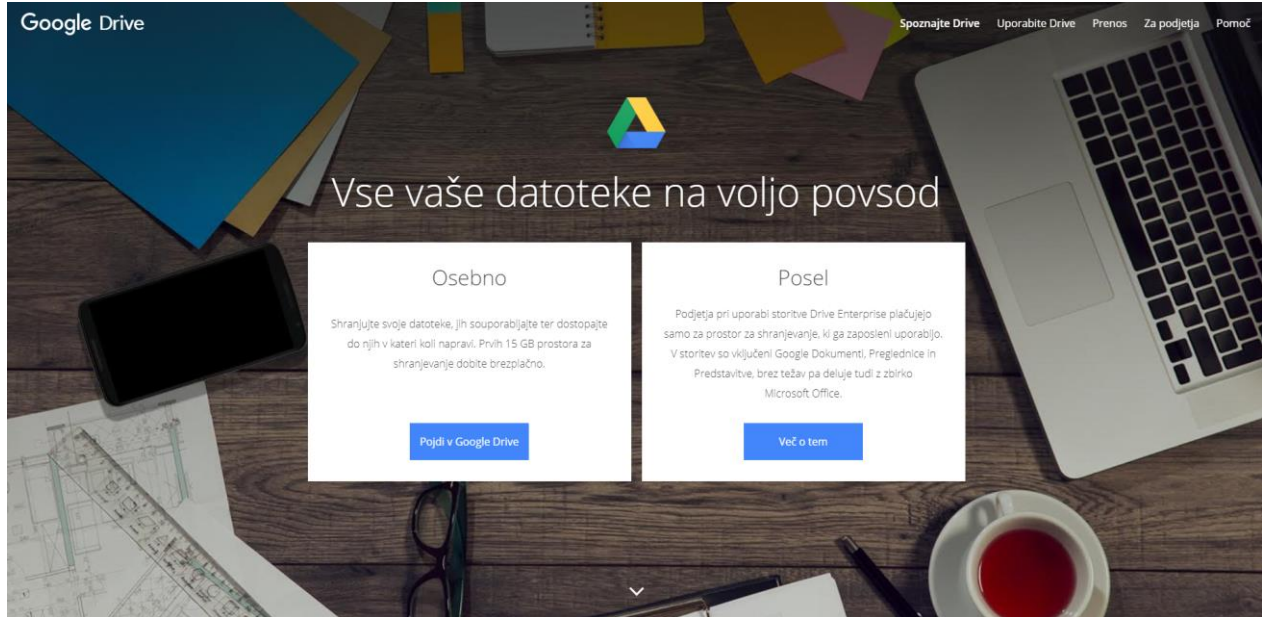 Google Drive
Spoznajte Drive Uporabite Drive Prenos Za podjetja Pomoč
Vse vaše datoteke na voljo povsod
Osebno
Shranjujte svoje datoteke, jih souporabljajte ter dostopajte
do njih v kateri koli napravi. Prvih 15 GB prostora za
shranjevanje dobite brezplačno.
Pojdi v Google Drive
Posel
Podjetja pri uporabi storitve Drive Enterprise plačujejo
samo za prostor za shranjevanje, ki ga zaposleni uporabijo.
V storitev so vključeni Google Dokumenti, Preglednice in
Predstavitve, brez težav pa deluje tudi z zbirko
Microsoft Office.
Več o tem